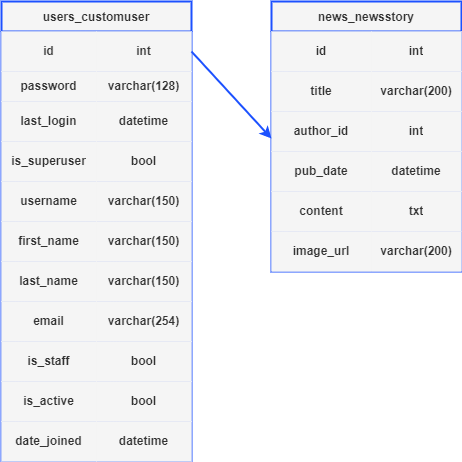 users_customuser
id int
password varchar(128)
last_login datetime
is_superuser bool
username varchar(150)
first_name varchar(150)
last_name varchar(150)
email varchar(254)
is_staff bool
is_active bool
date_joined datetime
news_newsstory
id int
title varchar(200)
author_id int
pub_date datetime
content txt
image_url varchar(200)